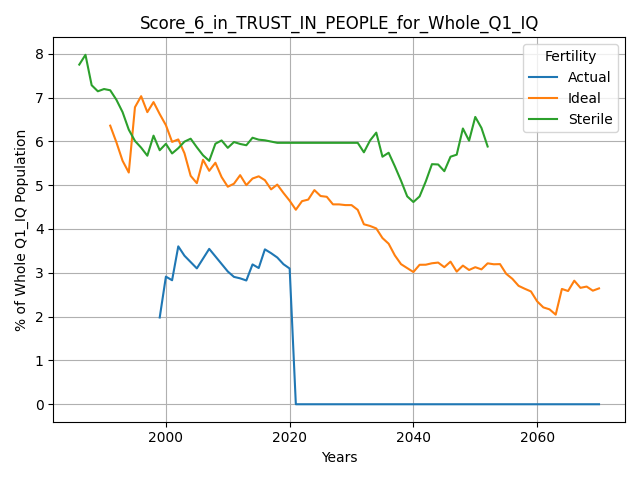 Score_6_in_TRUST_IN_PEOPLE_for_Whole_Q1_IQ
% of Whole Q1_IQ Population
8
7
6
5
4
3
2
1
0
Fertility
Actual
Ideal
Sterile
2000
2020
2040
2060
Years